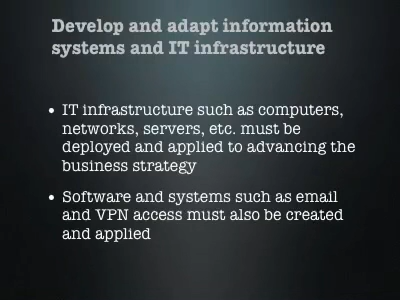 Develop and adapt information
systems and IT infrastructure
• IT infrastructure such as computers,
networks, servers, etc. must be
deployed and applied to advancing the
business strategy
• Software and systems such as email
and VPN access must also be created
and applied